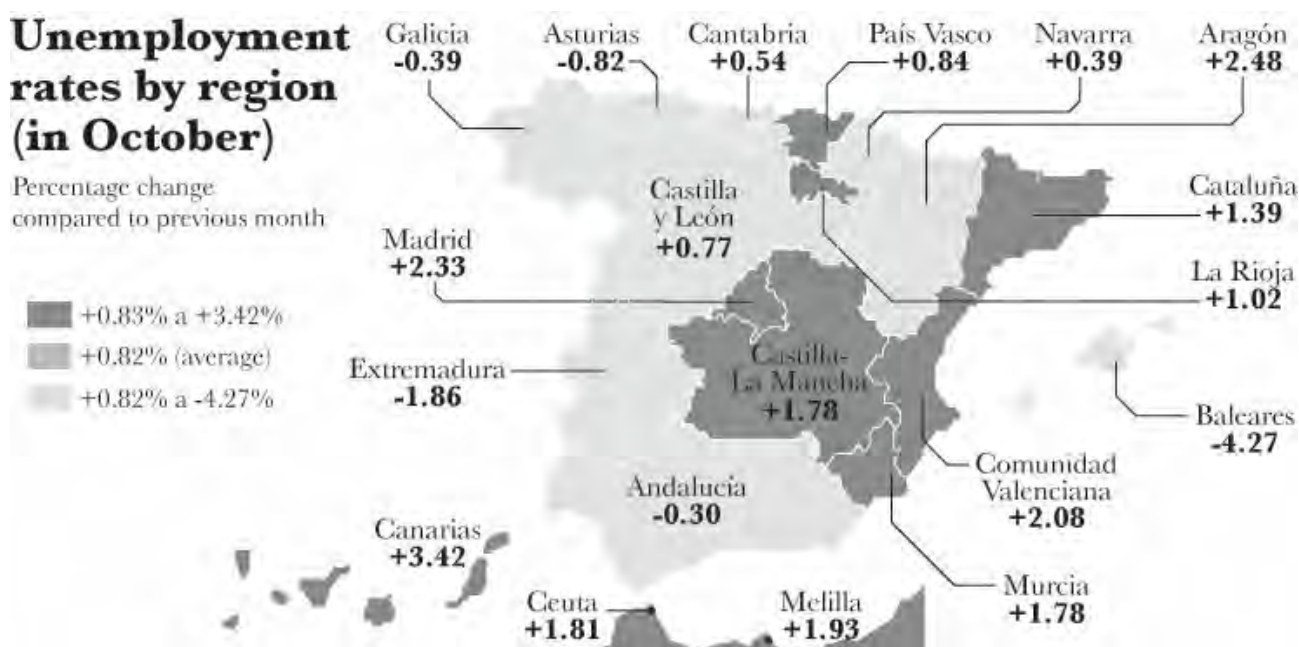 Unemployment
rates by region
(in October)
Percentage change
compared to previous month
+0.83% a +3.42%
+0.82% (average)
+0.82% a -4.27%
Galicia
-0.39
Asturias
-0.82
Cantabria
+0.54
País Vasco
+0.84
Navarra
+0.39
Aragón
+2.48
Castilla
y León
+0.77
Cataluña
+1.39
Madrid
+2.33
La Rioja
+1.02
Extremadura
-1.86
Castilla-
La Mancha
+1.78
Baleares
-4.27
Comunidad
Valenciana
+2.08
Andalucía
-0.30
Canarias
+3.42
Murcia
+1.78
Ceuta
+1.81
Melilla
+1.93